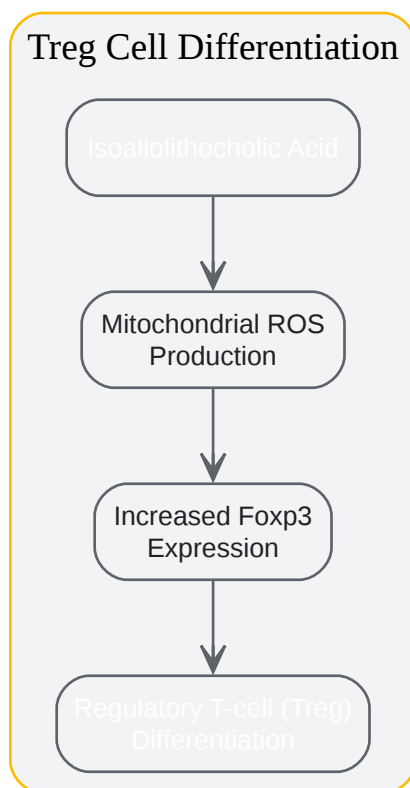 Treg Cell Differentiation
Isoallolithocholic Acid
Mitochondrial ROS
Production
Increased Foxp3
Expression
Regulatory T-cell (Treg)
Differentiation